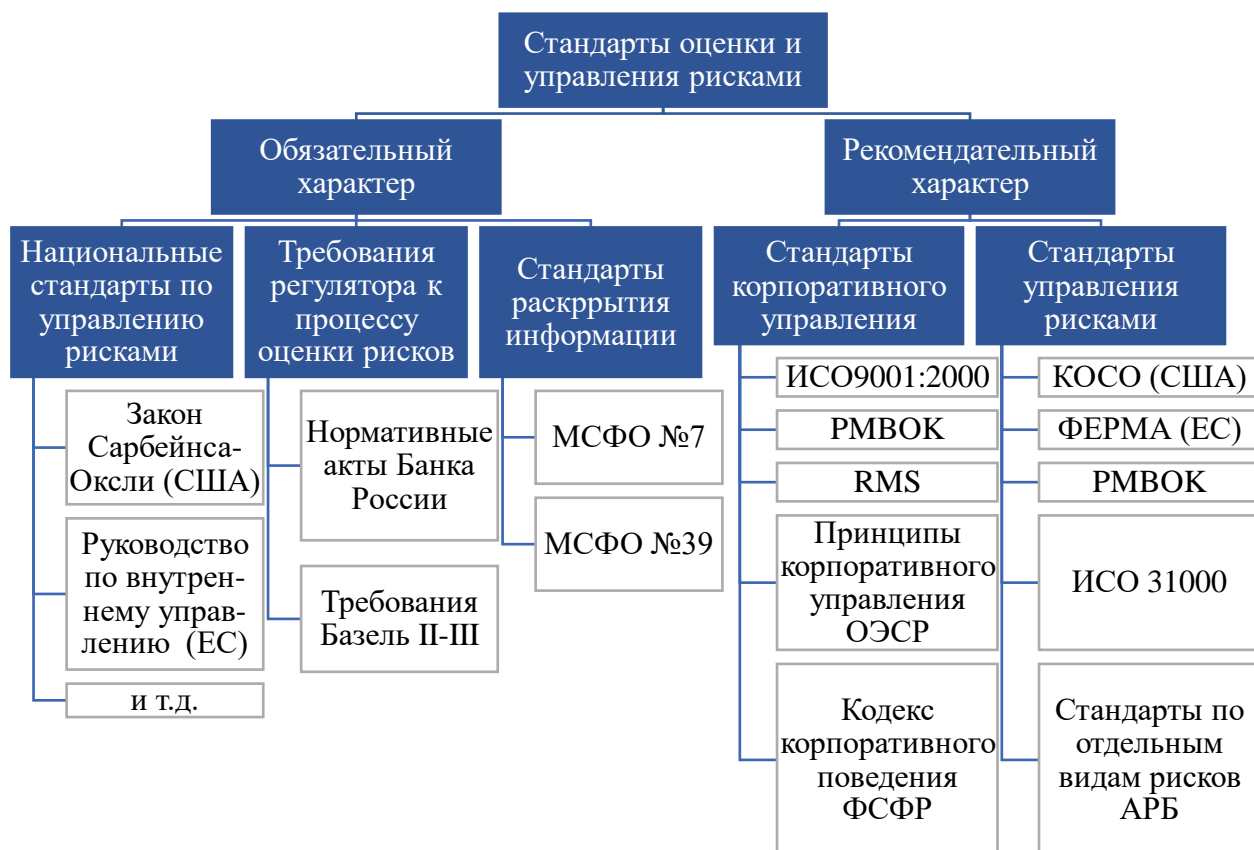 Стандарты оценки и
управления рисками
Обязательный
характер
Рекомендательный
характер
Национальные
стандарты по
управлению
рисками
Требования
регулятора к
процессу
оценки рисков
Стандарты
раскррытия
информации
Стандарты
корпоративного
управления
Стандарты
управления
рисками
Закон
Сарбейнса-
Оксли (США)
Руководство
по внутрен-
нему управ-
лению (ЕС)
и т.д.
Нормативные
акты Банка
России
Требования
Базель II-III
МСФО №7
МСФО №39
ИСО9001:2000
PMBOK
RMS
Принципы
корпоративного
управления
ОЭСР
Кодекс
корпоративного
поведения
ФСФР
КОСО (США)
ФЕРМА (ЕС)
PMBOK
ИСО 31000
Стандарты по
отдельным
видам рисков
АРБ